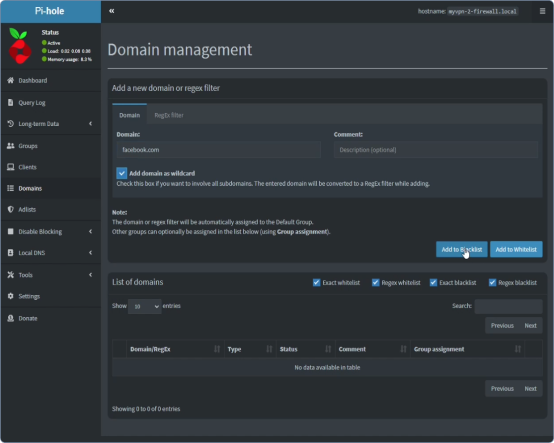 Pi-hole
«
hostname: myvpn-2-firewall.local
Status
Active
Load: 0.02 0.08 0.08
Memory usage: 8.3 %
Dashboard
Query Log
Long-term Data
Groups
Clients
Domains
Adlists
Disable Blocking
Local DNS
Tools
Settings
Donate
Domain management
Add a new domain or regex filter
Domain
RegEx filter
Domain:
Comment:
facebook.com
Description (optional)
Add domain as wildcard
Check this box if you want to involve all subdomains. The entered domain will be converted to a RegEx filter while adding.
Note:
The domain or regex filter will be automatically assigned to the Default Group.
Other groups can optionally be assigned in the list below (using Group assignment).
Add to Blacklist
Add to Whitelist
List of domains
Exact whitelist
Regex whitelist
Exact blacklist
Regex blacklist
Show 10 entries
Search:
Previous Next
Domain/RegEx Type Status Comment Group assignment
No data available in table
Previous Next
Showing 0 to 0 of 0 entries